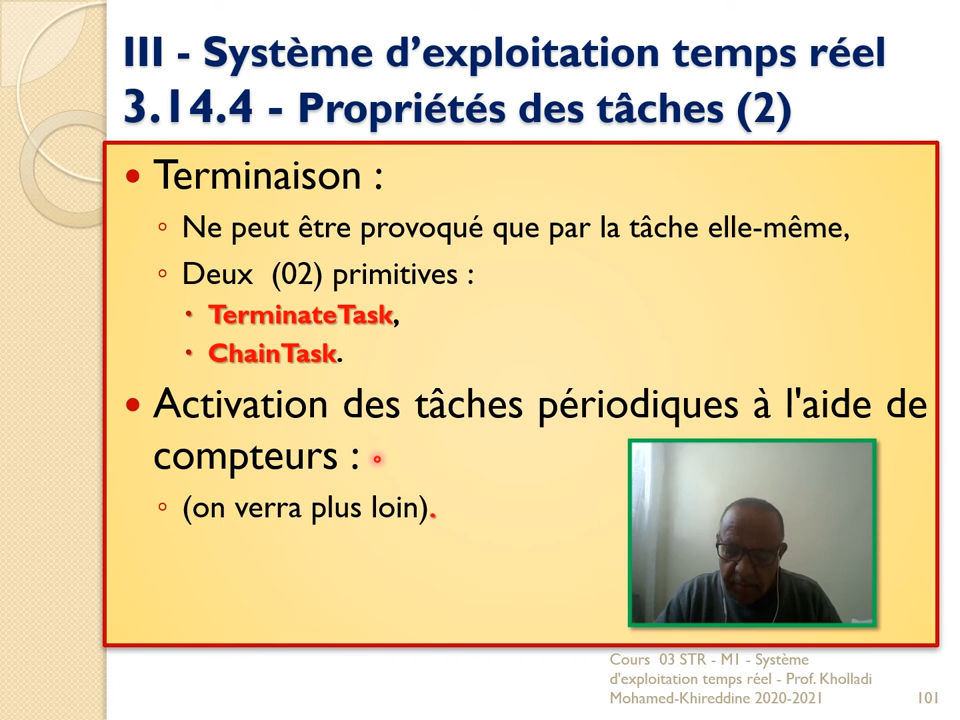 III - Système d’exploitation temps réel
3.14.4 - Propriétés des tâches (2)
Terminaison :
Ne peut être provoqué que par la tâche elle-même,
Deux (02) primitives :
TerminateTask,
ChainTask.
Activation des tâches périodiques à l'aide de
compteurs :
(on verra plus loin).
Cours 03 STR - M1 - Système
d'exploitation temps réel - Prof. Kholladi
Mohamed-Khireddine 2020-2021 101